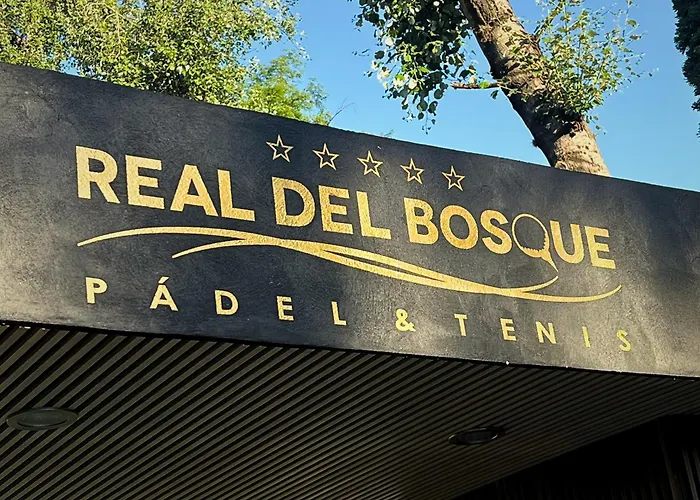 REAL DEL BOSQUE
PÁDEL & TENIS